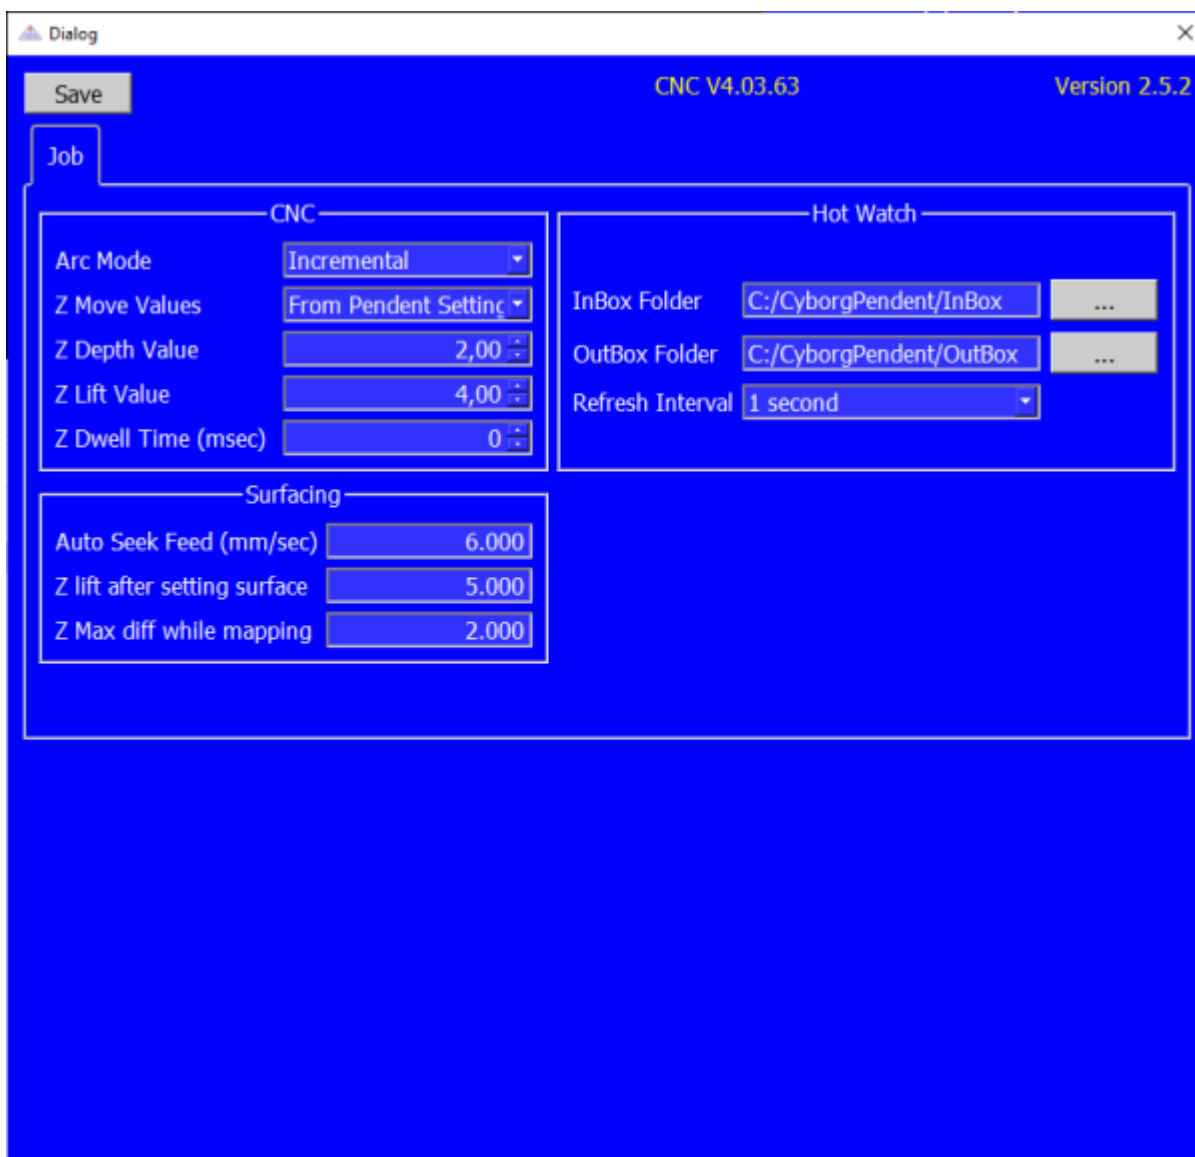 Dialog
Save
CNC V4.03.63
Version 2.5.2
Job
CNC
Arc Mode Incremental
Z Move Values From Pendent Setting
Z Depth Value 2,00
Z Lift Value 4,00
Z Dwell Time (msec) 0
Hot Watch
InBox Folder C:/CyborgPendent/InBox ...
OutBox Folder C:/CyborgPendent/OutBox ...
Refresh Interval 1 second
Surfacing
Auto Seek Feed (mm/sec) 6.000
Z lift after setting surface 5.000
Z Max diff while mapping 2.000